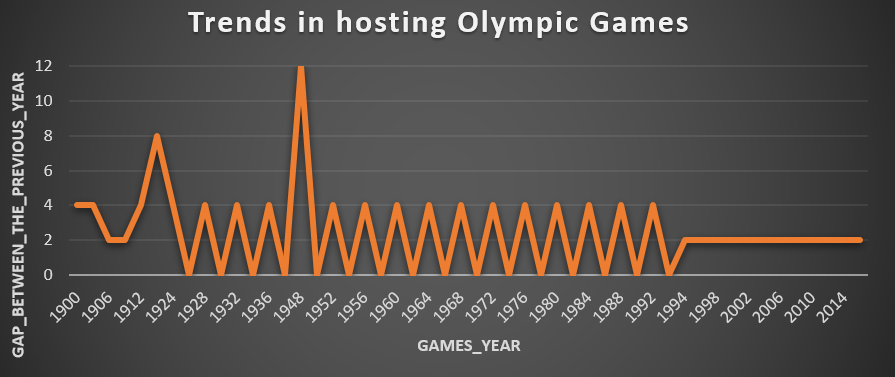 Trends in hosting Olympic Games
GAP_BETWEEN_THE_PREVIOUS_YEAR
12
10
8
6
4
2
0
1900 1906 1912 1924 1928 1932 1936 1948 1952 1956 1960 1964 1968 1972 1976 1980 1984 1988 1992 1994 1998 2002 2006 2010 2014
GAMES_YEAR